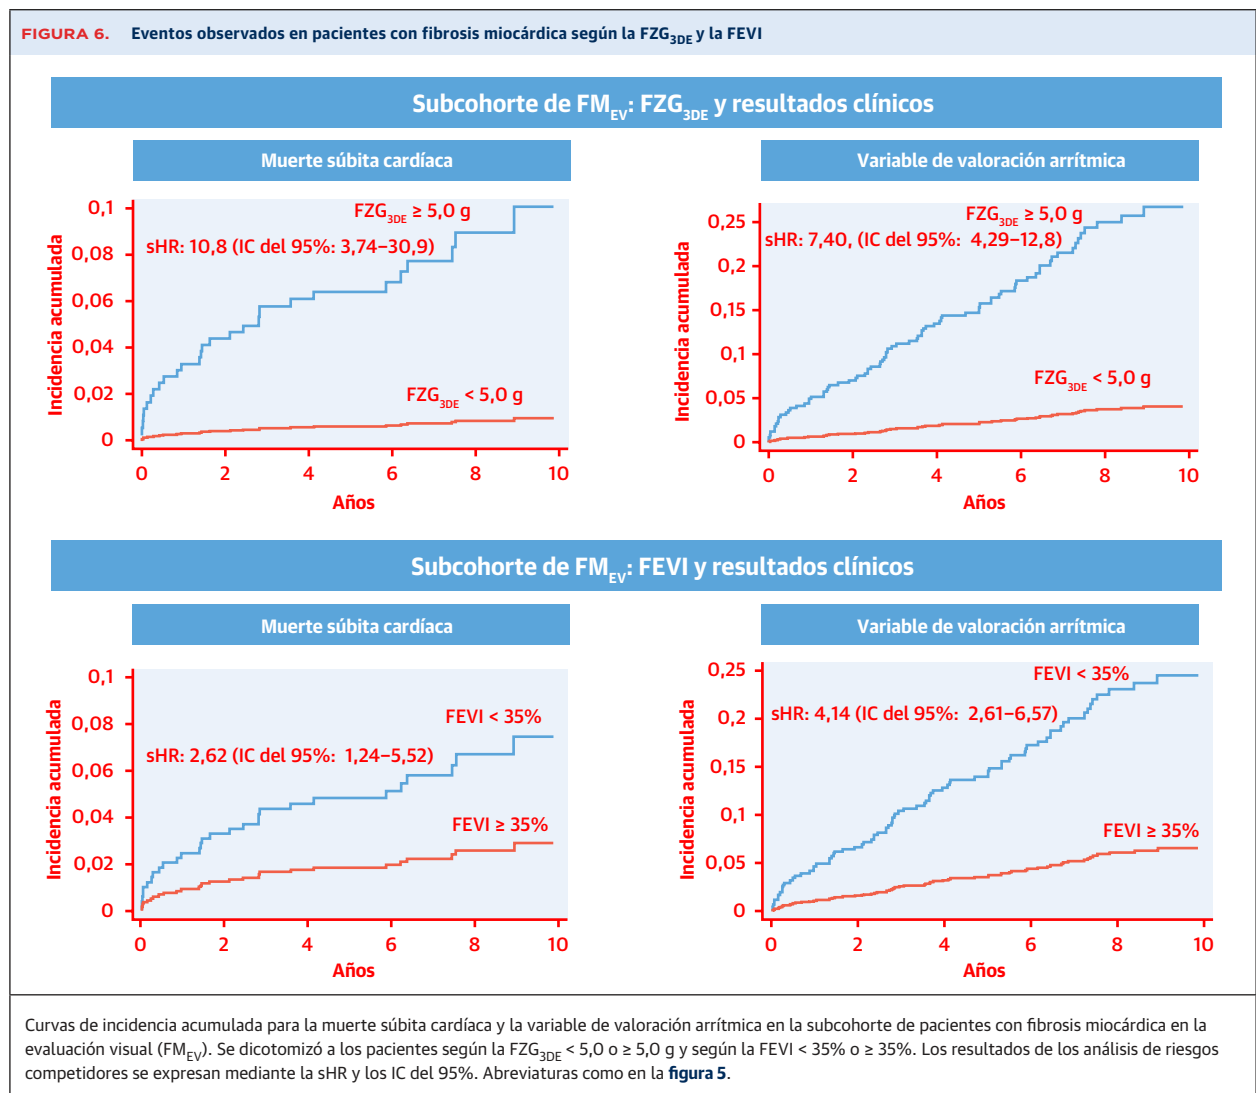 FIGURA 6. Eventos observados en pacientes con fibrosis miocárdica según la FZG3DE y la FEVI
Subcohorte de FMEV: FZG3DE y resultados clínicos
Muerte súbita cardíaca
Incidencia acumulada
0,1
0,08
0,06
0,04
0,02
0
FZG3DE ≥ 5,0 g
sHR: 10,8 (IC del 95%: 3,74–30,9)
FZG3DE < 5,0 g
0 2 4 6 8 10
Años
Variable de valoración arrítmica
Incidencia acumulada
0,25
0,2
0,15
0,1
0,05
0
FZG3DE ≥ 5,0 g
sHR: 7,40, (IC del 95%: 4,29–12,8)
FZG3DE < 5,0 g
0 2 4 6 8 10
Años
Subcohorte de FMEV: FEVI y resultados clínicos
Muerte súbita cardíaca
Incidencia acumulada
0,1
0,08
0,06
0,04
0,02
0
FEVI < 35%
sHR: 2,62 (IC del 95%: 1,24–5,52)
FEVI ≥ 35%
0 2 4 6 8 10
Años
Variable de valoración arrítmica
Incidencia acumulada
0,25
0,2
0,15
0,1
0,05
0
FEVI < 35%
sHR: 4,14 (IC del 95%: 2,61–6,57)
FEVI ≥ 35%
0 2 4 6 8 10
Años
Curvas de incidencia acumulada para la muerte súbita cardíaca y la variable de valoración arrítmica en la subcohorte de pacientes con fibrosis miocárdica en la
evaluación visual (FMEV). Se dicotomizó a los pacientes según la FZG3DE < 5,0 o ≥ 5,0 g y según la FEVI < 35% o ≥ 35%. Los resultados de los análisis de riesgos
competidores se expresan mediante la sHR y los IC del 95%. Abreviaturas como en la figura 5.